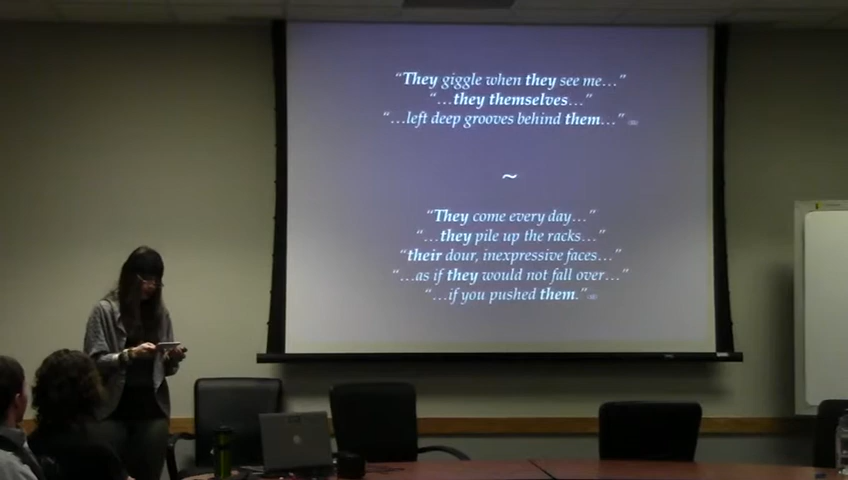 “They giggle when they see me…”
“…they themselves…”
“…left deep grooves behind them…”
~
“They come every day…”
“…they pile up the racks…”
“their dour, inexpressive faces…”
“…as if they would not fall over…”
“…if you pushed them.”